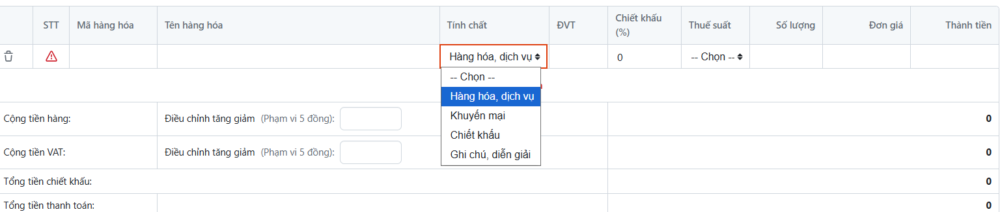 STT Mã hàng hóa Tên hàng hóa Tính chất ĐVT Chiết khấu (%) Thuế suất Số lượng Đơn giá Thành tiền
Hàng hóa, dịch vụ 0 -- Chọn --
-- Chọn --
Hàng hóa, dịch vụ
Khuyến mại
Chiết khấu
Ghi chú, diễn giải
Cộng tiền hàng: Điều chỉnh tăng giảm (Phạm vi 5 đồng): 0
Cộng tiền VAT: Điều chỉnh tăng giảm (Phạm vi 5 đồng): 0
Tổng tiền chiết khấu: 0
Tổng tiền thanh toán: 0